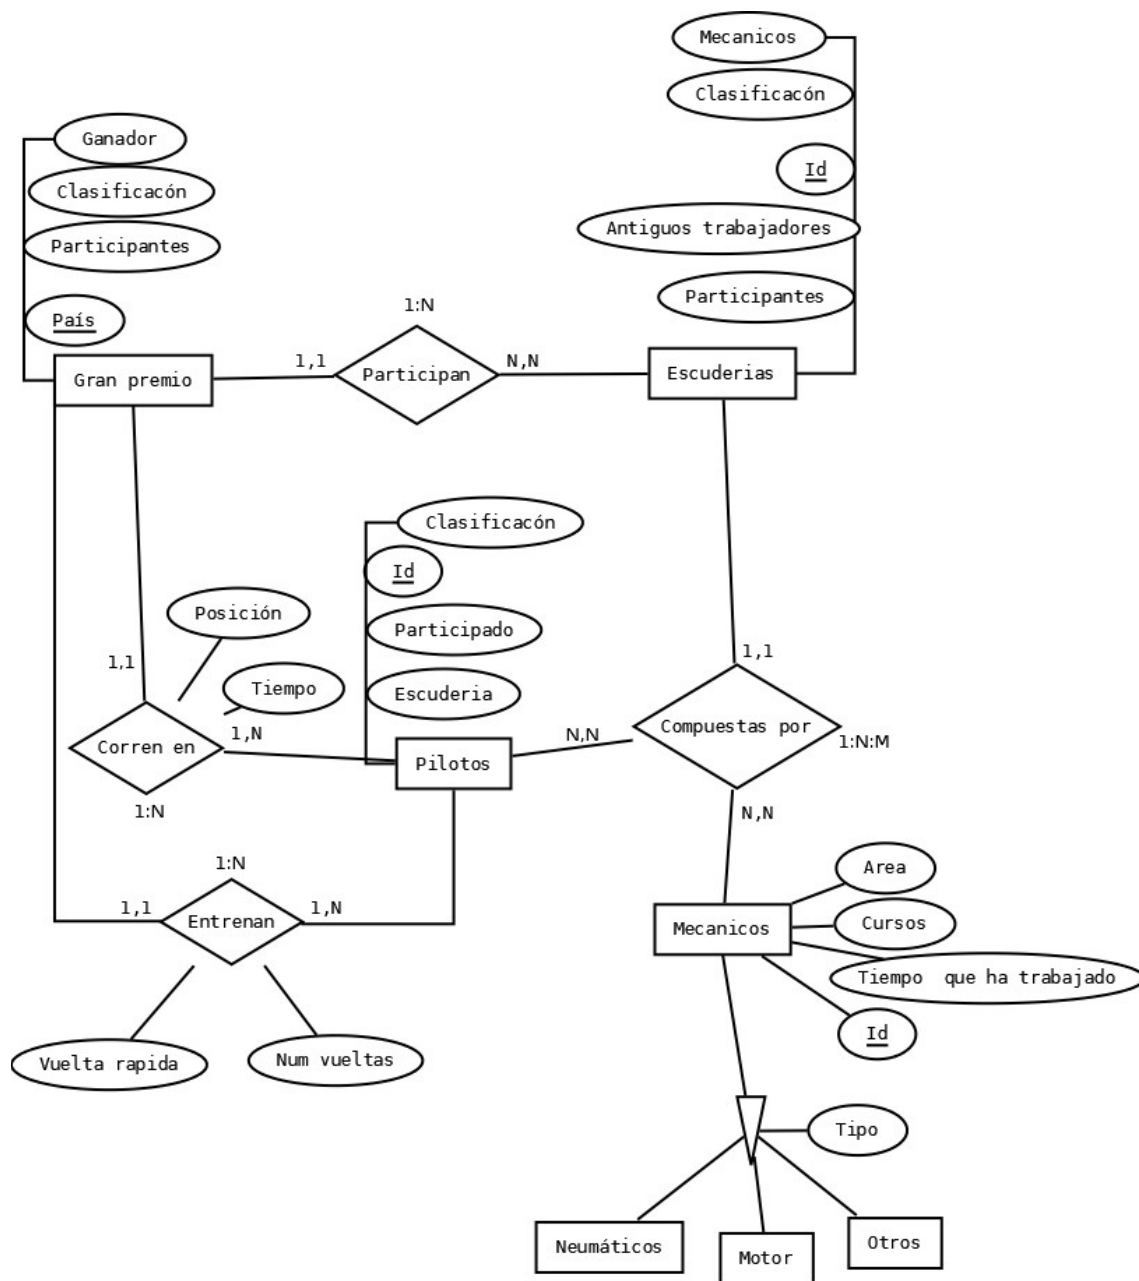 Mecanicos
Clasificacón
Id
Antiguos trabajadores
Participantes
Ganador
Clasificacón
Participantes
País
1:N
1,1
N,N
Gran premio
Participan
Escuderias
Clasificacón
Id
Participado
Escuderia
Posición
Tiempo
1,1
1,N
Corren en
1:N
Pilotos
N,N
1,1
Compuestas por
1:N:M
N,N
1:N
1,1
1,N
Entrenan
Vuelta rapida
Num vueltas
Mecanicos
Area
Cursos
Tiempo que ha trabajado
Id
Tipo
Neumáticos
Motor
Otros